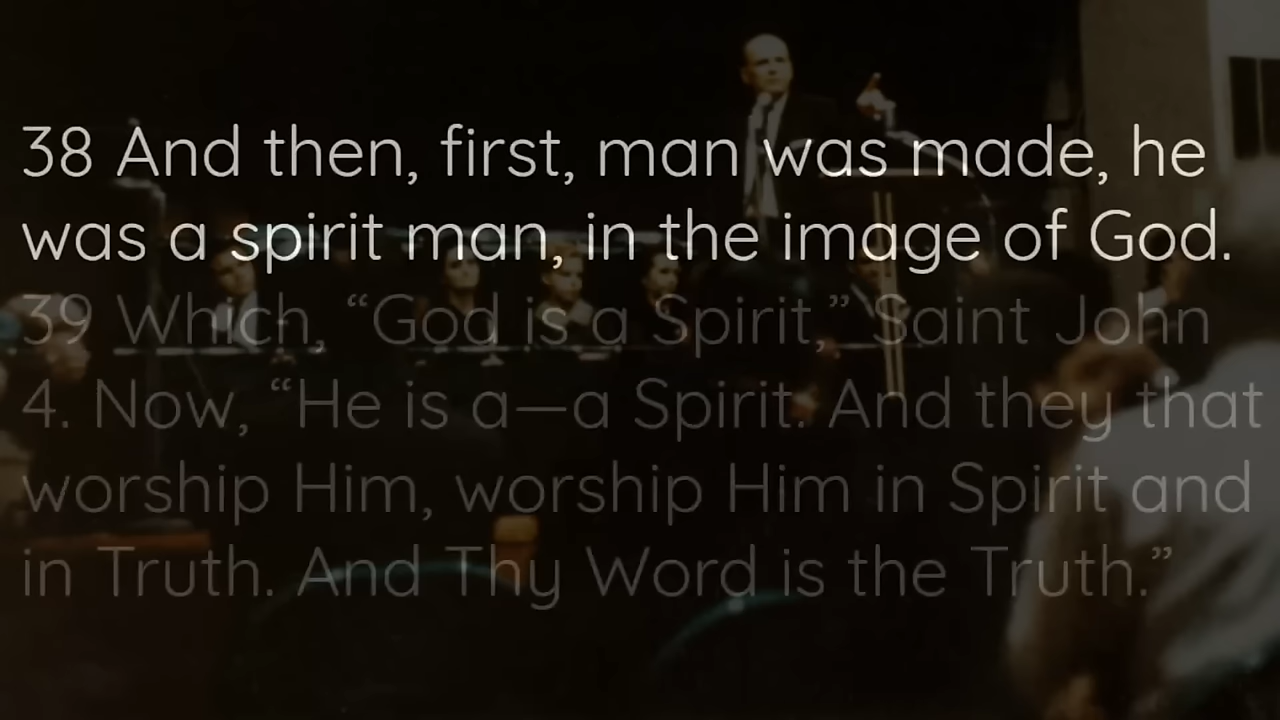 38 And then, first, man was made, he
was a spirit man, in the image of God.
39 Which, “God is a Spirit,” Saint John
4. Now, “He is a—a Spirit. And they that
worship Him, worship Him in Spirit and
in Truth. And Thy Word is the Truth.”